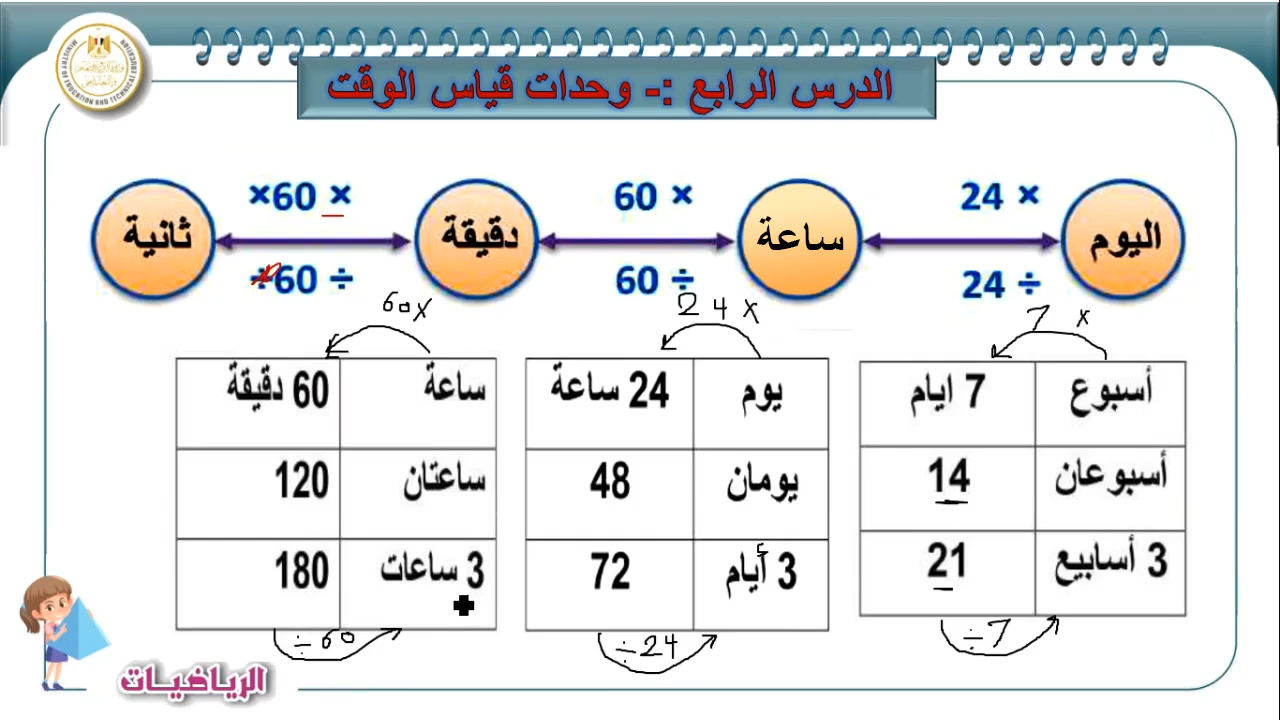 الدرس الرابع :- وحدات قياس الوقت
24 × 60 × ×60 ×
اليوم ساعة دقيقة ثانية
24 ÷ 60 ÷ ÷60 ÷
7 x
24 x
60x
أسبوع 7 ايام
أسبوعان 14
3 أسابيع 21
÷7
يوم 24 ساعة
يومان 48
3 أيام 72
÷24
ساعة 60 دقيقة
ساعتان 120
3 ساعات 180
÷60
الرياضيات